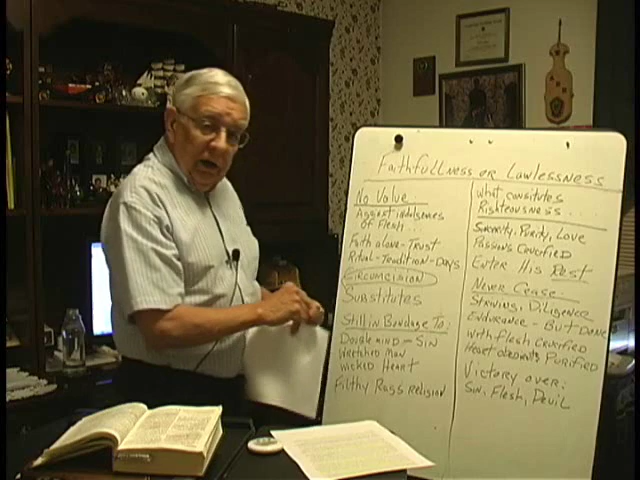 Faithfullness or Lawlessness
No Value
Against indulgences
of Flesh...
Faith alone - Trust
Ritual - Tradition - Days
Circumcision
Substitutes
Still in Bondage To:
Double mind - Sin
Wretched Man
Wicked Heart
Filthy Rags religion
What constitutes
Righteousness....
Sincerity, Purity, Love
Passions Crucified
Enter His Rest
Never Cease...
Striving, Diligence
Endurance - But Done
with flesh crucified
Heart Purified
Victory over:
Sin, Flesh, Devil